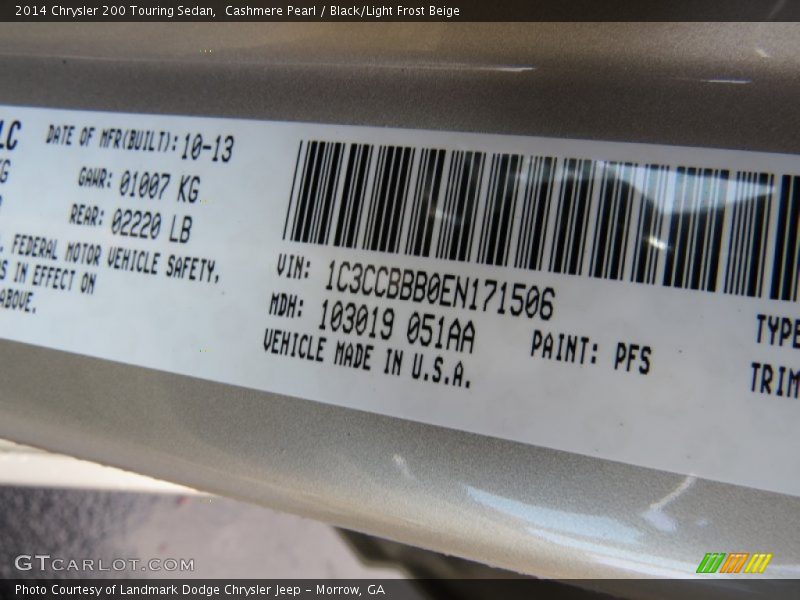 2014 Chrysler 200 Touring Sedan,  Cashmere Pearl / Black/Light Frost Beige
LC
DATE OF MFR(BUILT): 10-13
KG
GAWR: 01007 KG
REAR: 02220 LB
. FEDERAL MOTOR VEHICLE SAFETY,
S IN EFFECT ON
ABOVE.
VIN: 1C3CCBBB0EN171506
MDH: 103019 051AA
VEHICLE MADE IN U.S.A.
PAINT: PFS
TYPE
TRIM
GTCARLOT.COM
Photo Courtesy of Landmark Dodge Chrysler Jeep – Morrow, GA